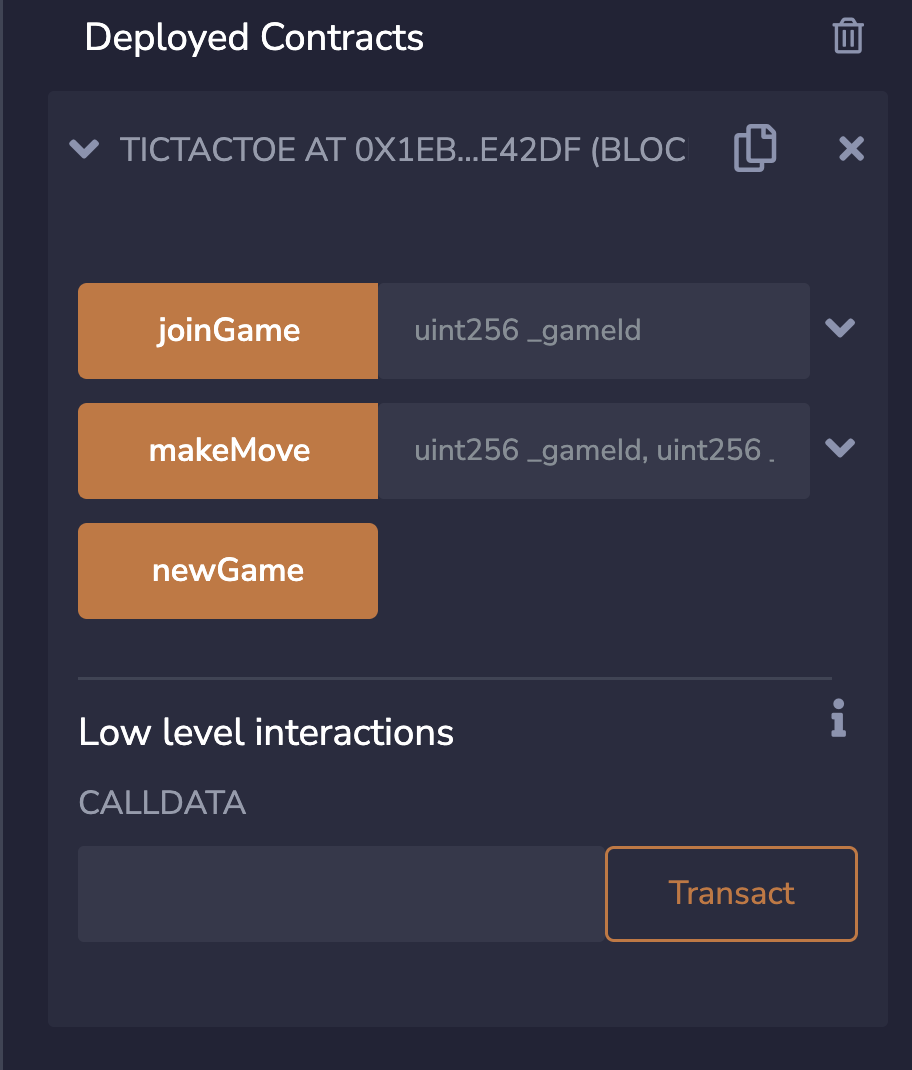 Deployed Contracts
TICTACTOE AT 0X1EB...E42DF (BLOC
joinGame uint256 _gameId
makeMove uint256 _gameId, uint256 _
newGame
Low level interactions
CALLDATA
Transact